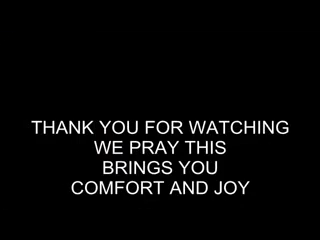 THANK YOU FOR WATCHING
WE PRAY THIS
BRINGS YOU
COMFORT AND JOY